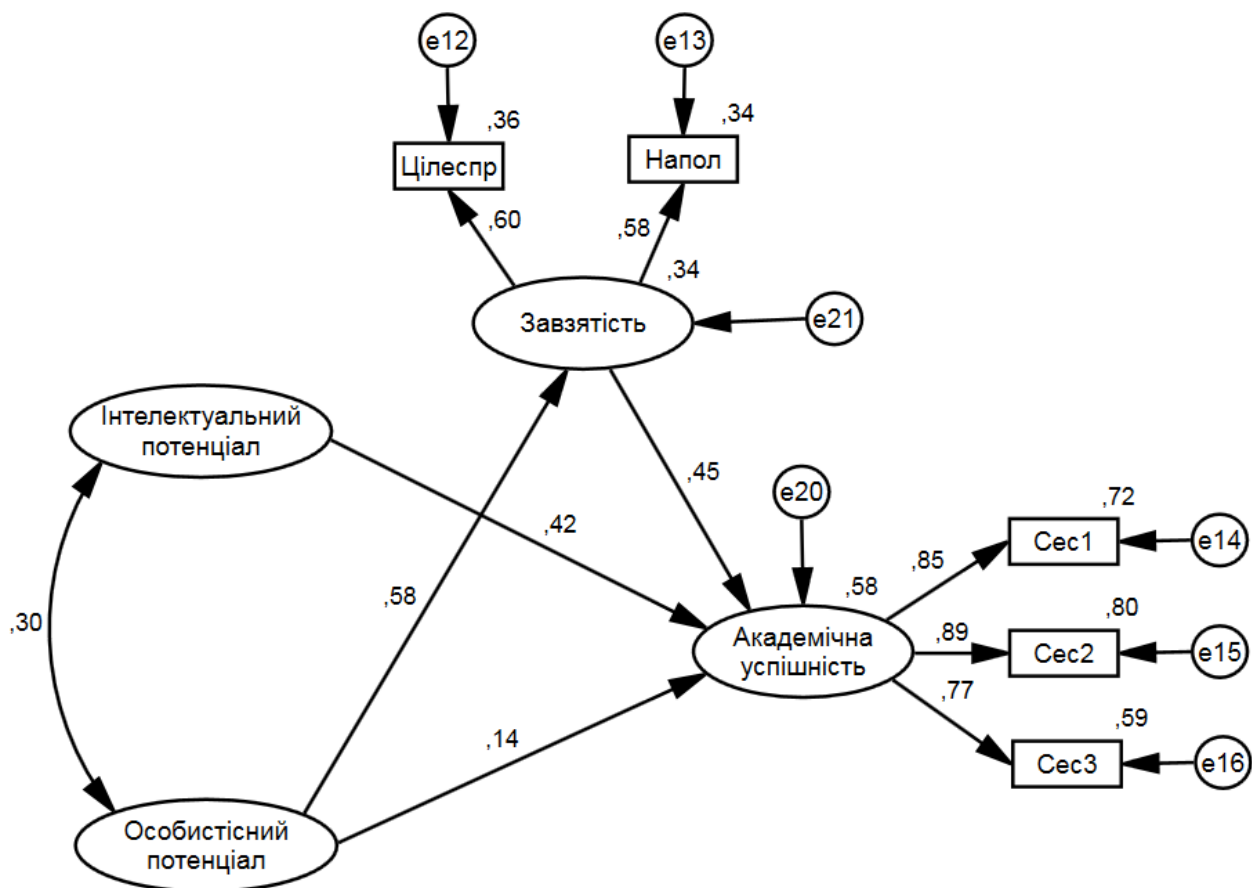 e12
e13
,36
,34
Цілеспр
Напол
,60
,58
,34
Завзятість
e21
Інтелектуальний
потенціал
,45
e20
,72
,42
Сес1
e14
,85
,58
,58
,80
,30
Академічна
успішність
,89
Сес2
e15
,77
,59
,14
Сес3
e16
Особистісний
потенціал